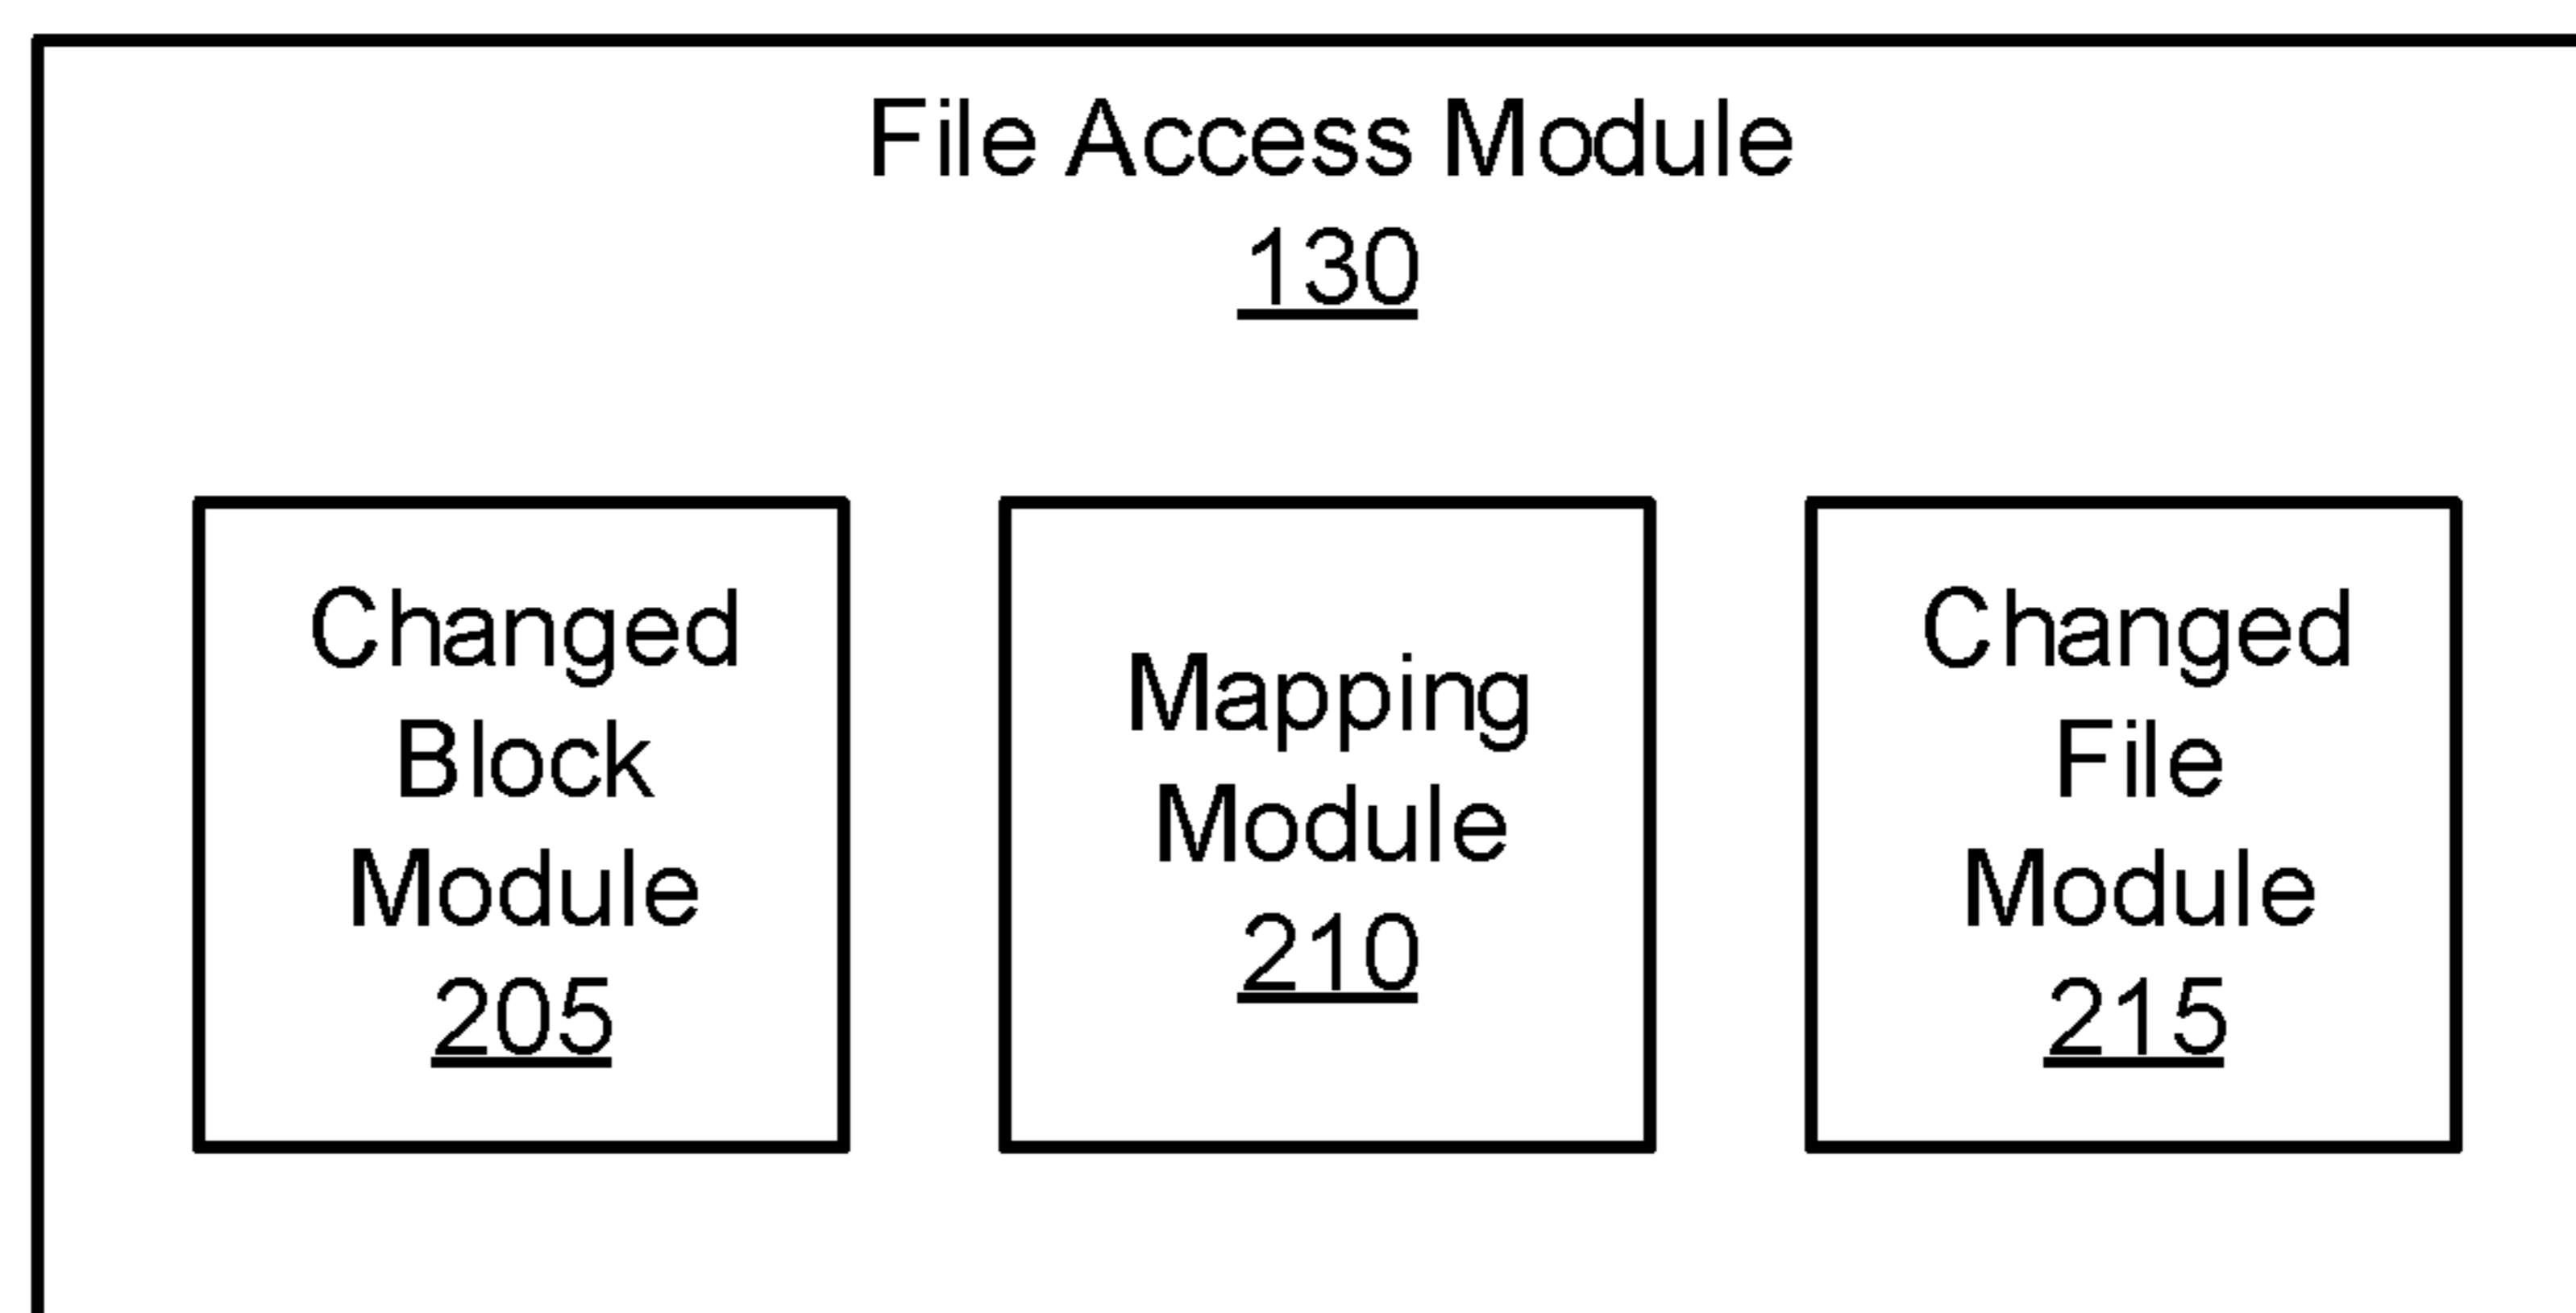 File Access Module
130
Changed
Block
Module
205
Mapping
Module
210
Changed
File
Module
215